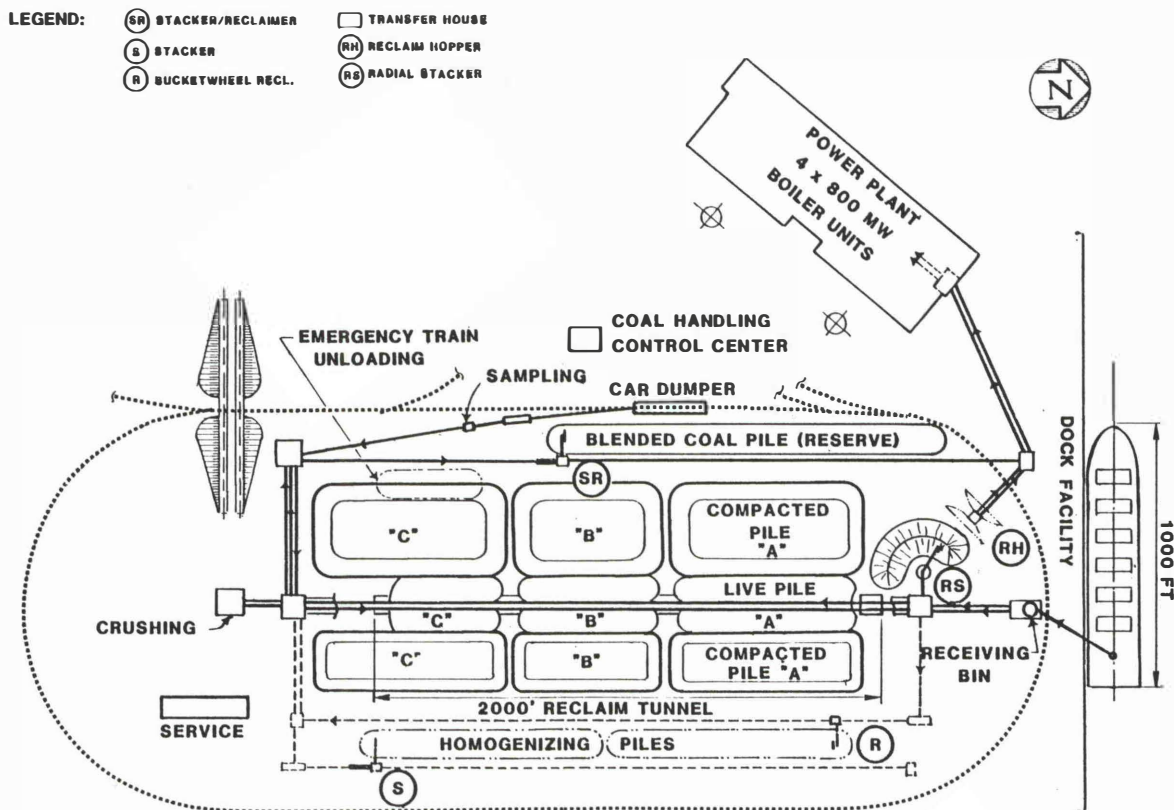 LEGEND:
SR STACKER/RECLAIMER
S STACKER
R BUCKETWHEEL RECL.
TRANSFER HOUSE
RH RECLAIM HOPPER
RS RADIAL STACKER
N
POWER PLANT
4 x 800 MW
BOILER UNITS
EMERGENCY TRAIN
UNLOADING
COAL HANDLING
CONTROL CENTER
SAMPLING
CAR DUMPER
BLENDED COAL PILE (RESERVE)
SR
"C"
"B"
COMPACTED
PILE
"A"
RH
RS
LIVE PILE
"C"
"B"
"A"
CRUSHING
"C"
"B"
COMPACTED
PILE "A"
RECEIVING
BIN
2000' RECLAIM TUNNEL
SERVICE
HOMOGENIZING PILES
R
S
DOCK FACILITY
1000 FT